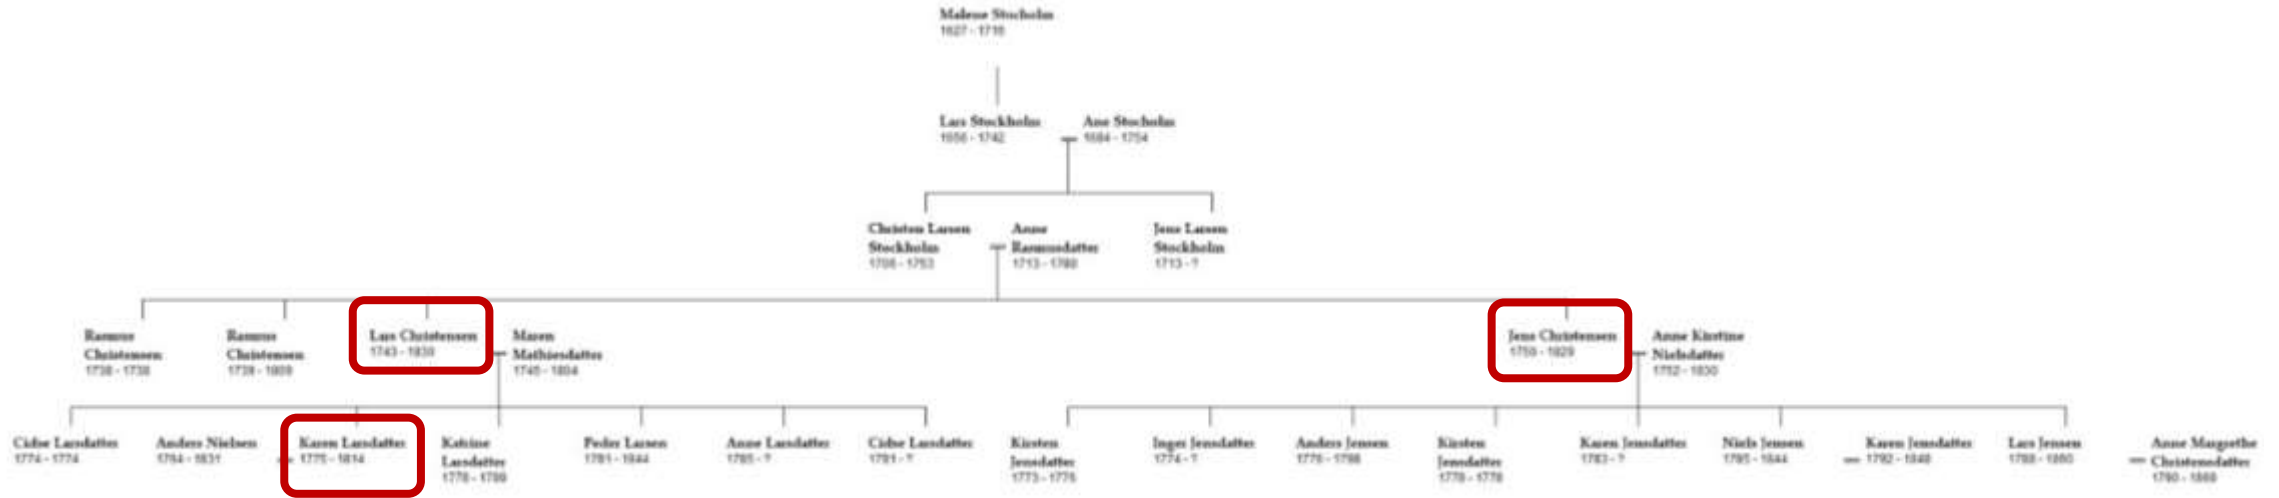 Malene Stocholm
1627 - 1716
Lars Stockholm
1656 - 1742
Ane Stocholm
1684 - 1754
Christen Larsen
Stockholm
1706 - 1753
Anne
Rasmusdatter
1713 - 1788
Jens Larsen
Stockholm
1713 - ?
Rasmus
Christensen
1738 - 1738
Rasmus
Christensen
1739 - 1809
Lars Christensen
1743 - 1830
Maren
Mathiesdatter
1745 - 1804
Jens Christensen
1750 - 1829
Anne Kirstine
Nielsdatter
1752 - 1830
Cidse Larsdatter
1774 - 1774
Anders Nielsen
1764 - 1831
Karen Larsdatter
1775 - 1814
Katrine
Larsdatter
1778 - 1789
Peder Larsen
1781 - 1844
Anne Larsdatter
1785 - ?
Cidse Larsdatter
1791 - ?
Kirsten
Jensdatter
1773 - 1775
Inger Jensdatter
1774 - ?
Anders Jensen
1776 - 1798
Kirsten
Jensdatter
1778 - 1778
Karen Jensdatter
1783 - ?
Niels Jensen
1785 - 1844
Karen Jensdatter
1792 - 1848
Lars Jensen
1788 - 1860
Anne Margrethe
Christensdatter
1790 - 1869